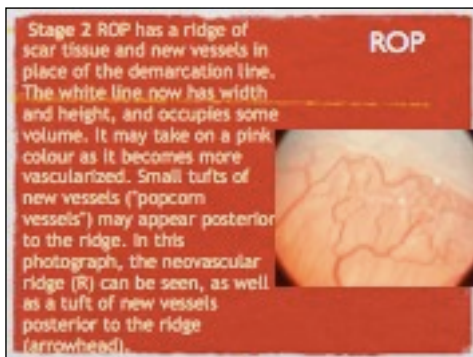 Stage 2 ROP has a ridge of
scar tissue and new vessels in
place of the demarcation line.
The white line now has width
and height, and occupies some
volume. It may take on a pink
colour as it becomes more
vascularized. Small tufts of
new vessels ("popcorn
vessels") may appear posterior
to the ridge. In this
photograph, the neovascular
ridge (R) can be seen, as well
as a tuft of new vessels
posterior to the ridge
(arrowhead).
ROP